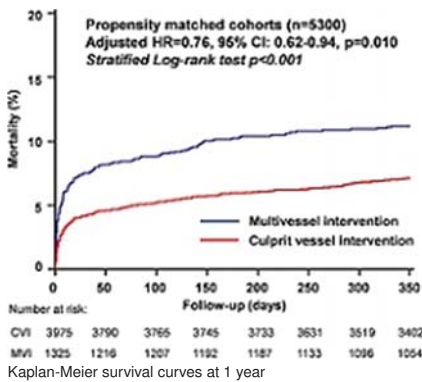 Propensity matched cohorts (n=5300)
Adjusted HR=0.76, 95% CI: 0.62-0.94, p=0.010
Stratified Log-rank test p<0.001
Mortality (%)
20
15
10
5
0
Multivessel intervention
Culprit vessel Intervention
0 50 100 150 200 250 300 350
Number at risk: Follow-up (days)
CVI 3975 3790 3765 3745 3733 3631 3519 3402
MVI 1325 1216 1207 1192 1187 1133 1096 1054
Kaplan-Meier survival curves at 1 year